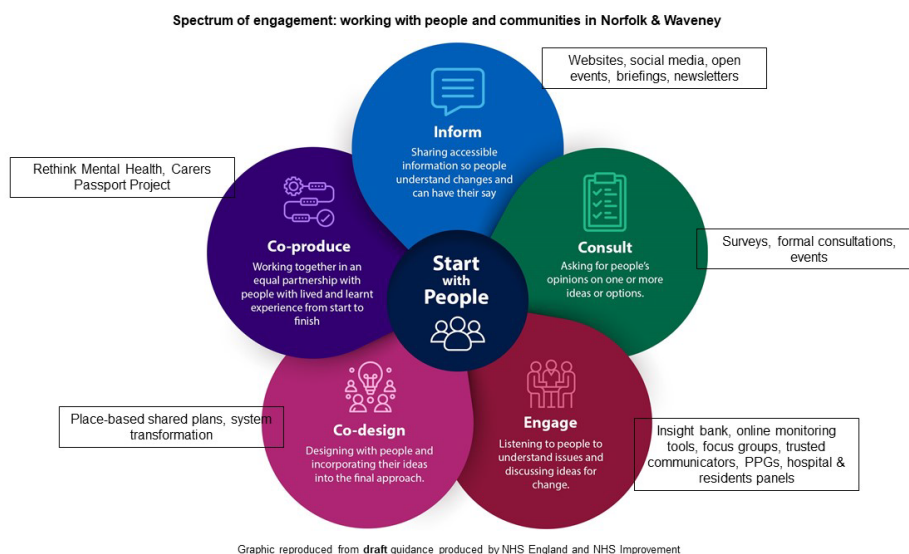 Spectrum of engagement: working with people and communities in Norfolk & Waveney
Websites, social media, open
events, briefings, newsletters
Inform
Sharing accessible
information so people
understand changes and
can have their say
Rethink Mental Health, Carers
Passport Project
Co-produce
Working together in an
equal partnership with
people with lived and learnt
experience from start to
finish
Start
with
People
Consult
Asking for people's
opinions on one or more
ideas or options.
Surveys, formal consultations,
events
Place-based shared plans, system
transformation
Co-design
Designing with people and
incorporating their ideas
into the final approach.
Engage
Listening to people to
understand issues and
discussing ideas for
change.
Insight bank, online monitoring
tools, focus groups, trusted
communicators, PPGs, hospital &
residents panels
Graphic reproduced from draft guidance produced by NHS England and NHS Improvement